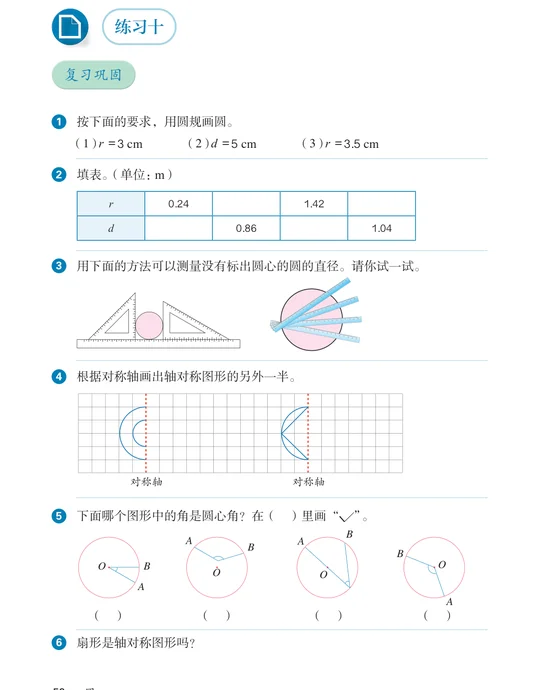 练习十
复习巩固
1 按下面的要求，用圆规画圆。
（1）r＝3 cm （2）d＝5 cm （3）r＝3.5 cm
2 填表。（单位：m）
r 0.24 1.42
d 0.86 1.04
3 用下面的方法可以测量没有标出圆心的圆的直径。请你试一试。
4 根据对称轴画出轴对称图形的另外一半。
对称轴 对称轴
5 下面哪个图形中的角是圆心角？在（ ）里画“✓”。
O B A
A B O
A B O
B O A
（ ） （ ） （ ） （ ）
6 扇形是轴对称图形吗？